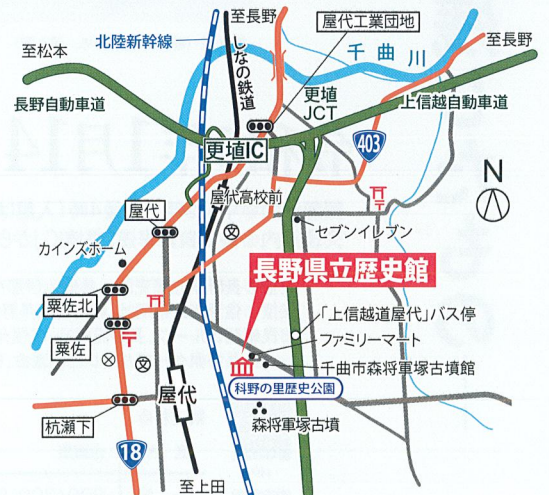 至長野
屋代工業団地
至長野
北陸新幹線
しなの鉄道
千曲川
至松本
更埴
JCT
長野自動車道
上信越自動車道
403
更埴IC
N
屋代高校前
屋代
セブンイレブン
カインズホーム
長野県立歴史館
粟佐北
「上信越道屋代」バス停
粟佐
ファミリーマート
千曲市森将軍塚古墳館
科野の里歴史公園
屋代
杭瀬下
森将軍塚古墳
18
至上田